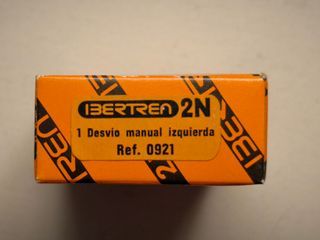 IBERTREN 2N
1 Desvio manual izquierda
Ref. 0921